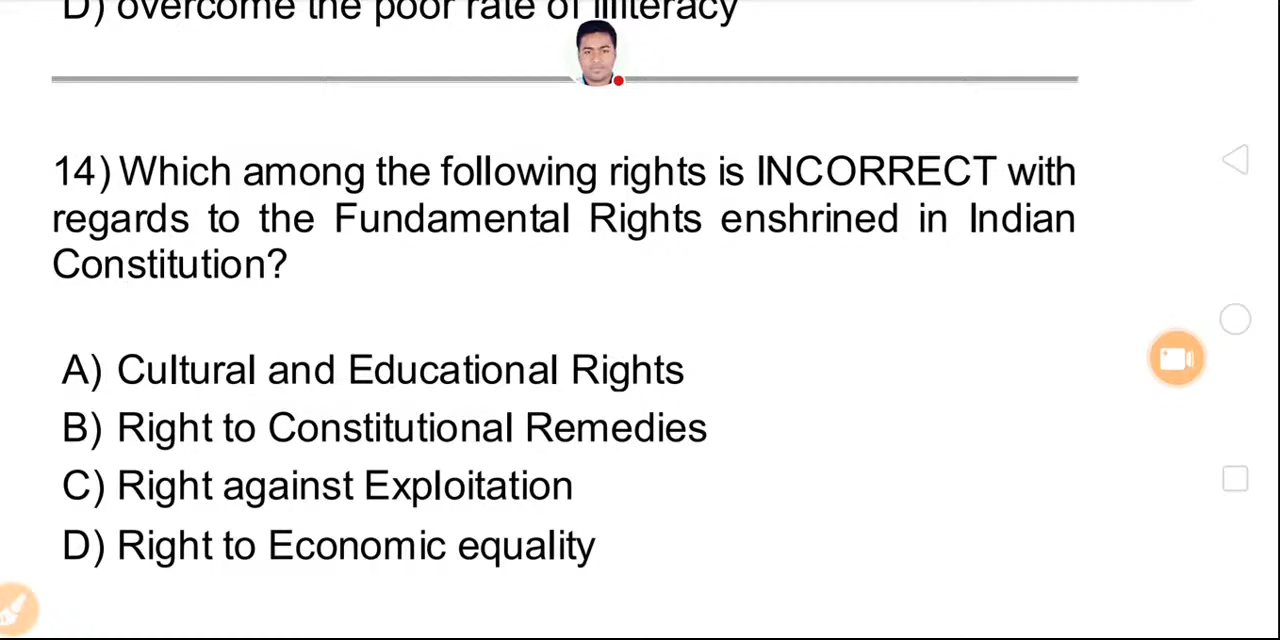 D) overcome the poor rate of illiteracy
14) Which among the following rights is INCORRECT with
regards to the Fundamental Rights enshrined in Indian
Constitution?
A) Cultural and Educational Rights
B) Right to Constitutional Remedies
C) Right against Exploitation
D) Right to Economic equality